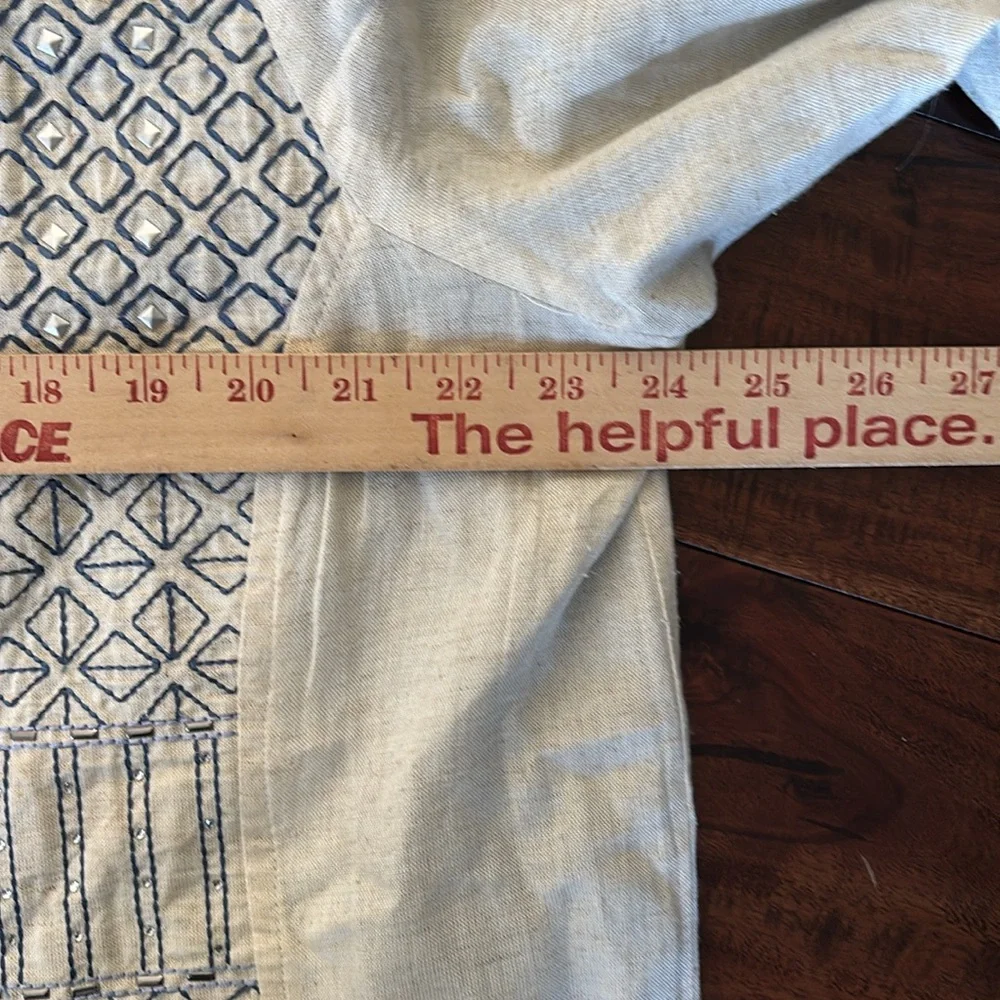 18 19 20 21 22 23 24 25 26 27
ACE The helpful place.